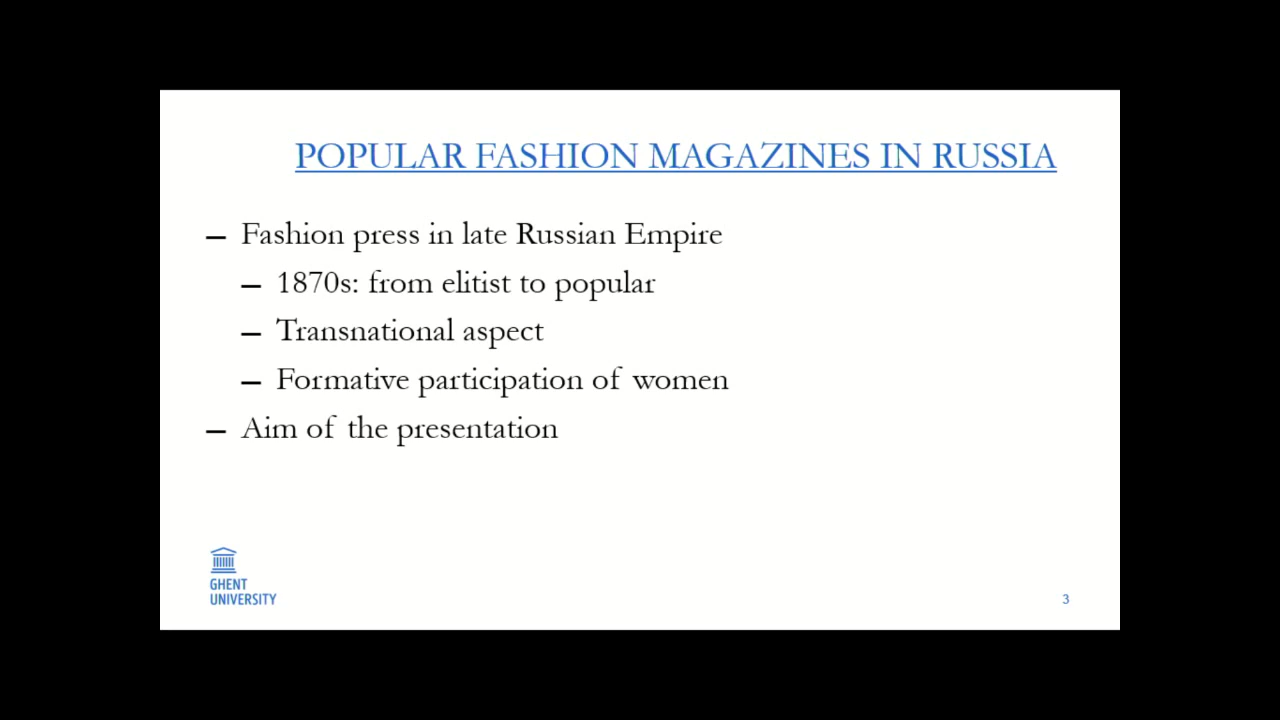 POPULAR FASHION MAGAZINES IN RUSSIA
– Fashion press in late Russian Empire
– 1870s: from elitist to popular
– Transnational aspect
– Formative participation of women
– Aim of the presentation
GHENT
UNIVERSITY
3